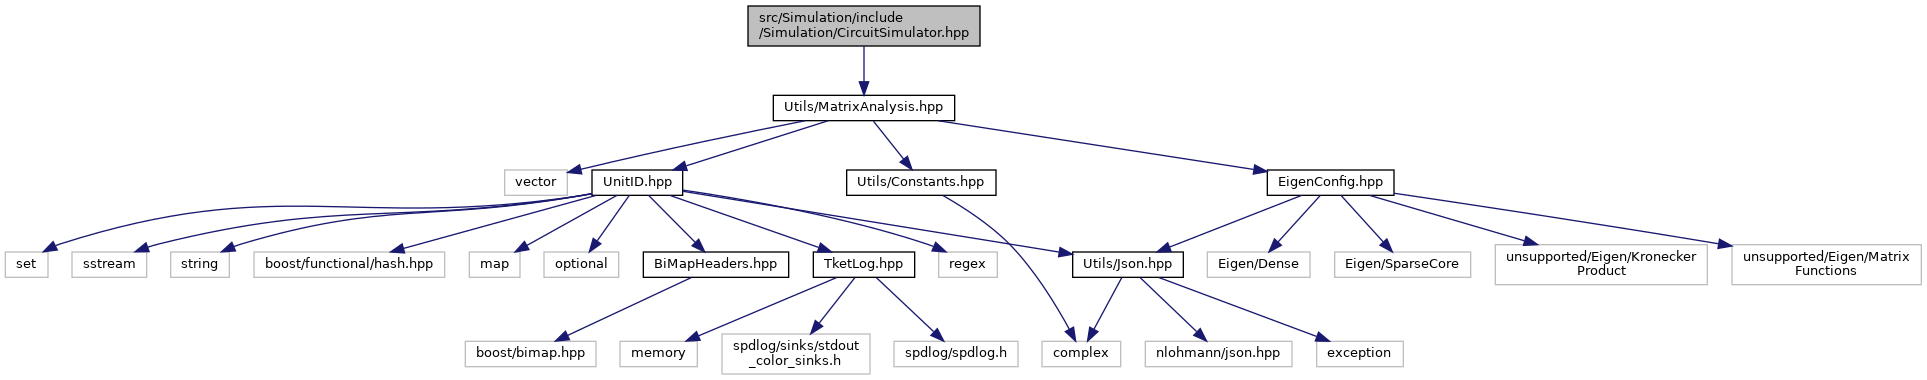 src/Simulation/include
/Simulation/CircuitSimulator.hpp
Utils/MatrixAnalysis.hpp
vector
UnitID.hpp
Utils/Constants.hpp
EigenConfig.hpp
set
sstream
string
boost/functional/hash.hpp
map
optional
BiMapHeaders.hpp
TketLog.hpp
regex
Utils/Json.hpp
Eigen/Dense
Eigen/SparseCore
unsupported/Eigen/Kronecker
Product
unsupported/Eigen/Matrix
Functions
boost/bimap.hpp
memory
spdlog/sinks/stdout
_color_sinks.h
spdlog/spdlog.h
complex
nlohmann/json.hpp
exception